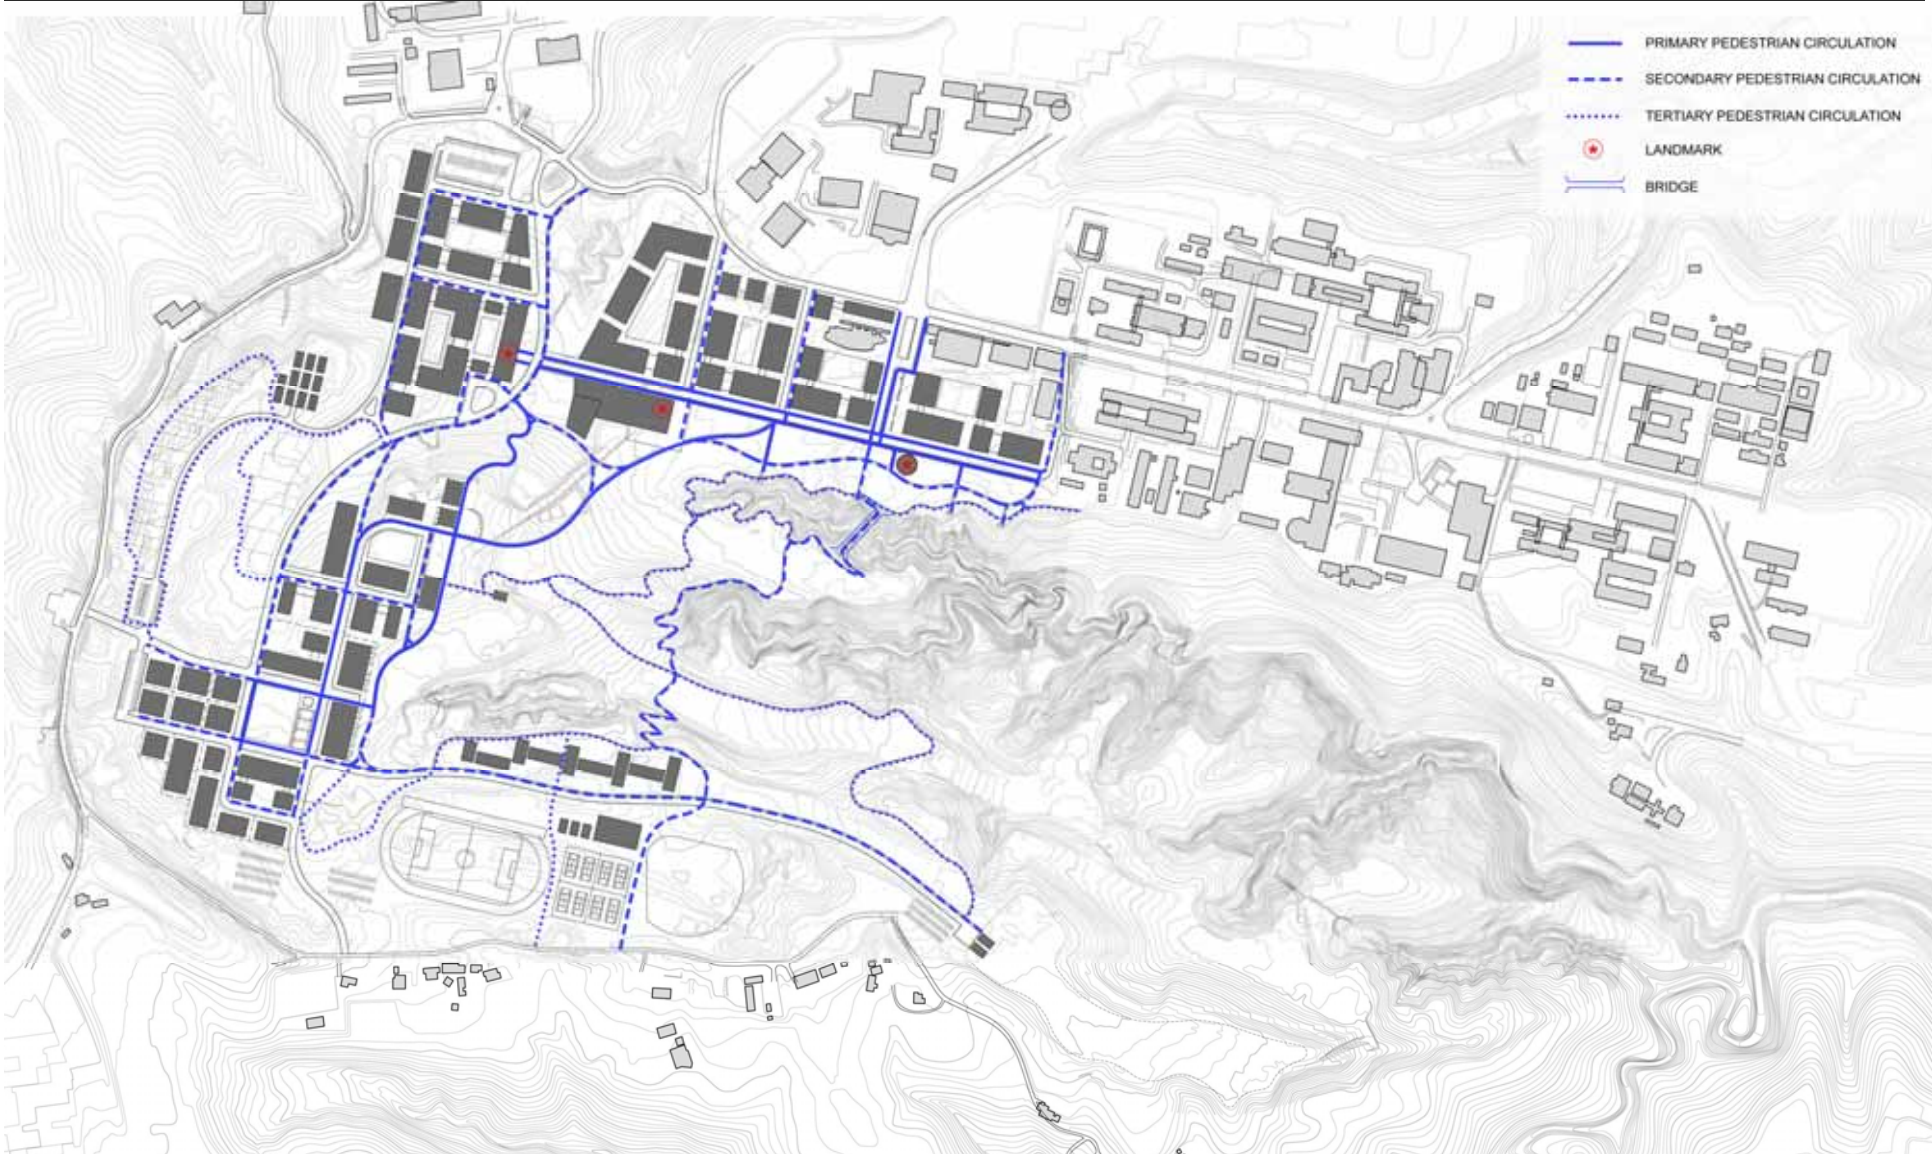 PRIMARY PEDESTRIAN CIRCULATION
SECONDARY PEDESTRIAN CIRCULATION
TERTIARY PEDESTRIAN CIRCULATION
LANDMARK
BRIDGE